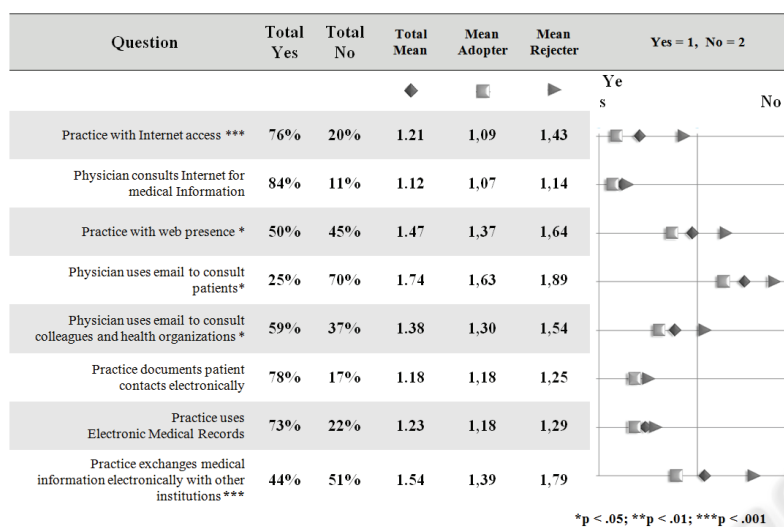 Question Total Yes Total No Total Mean Mean Adopter Mean Rejecter Yes = 1, No = 2
Ye
s
No
Practice with Internet access *** 76% 20% 1.21 1,09 1,43
Physician consults Internet for
medical Information 84% 11% 1.12 1,07 1,14
Practice with web presence * 50% 45% 1.47 1,37 1,64
Physician uses email to consult
patients* 25% 70% 1.74 1,63 1,89
Physician uses email to consult
colleagues and health organizations * 59% 37% 1.38 1,30 1,54
Practice documents patient
contacts electronically 78% 17% 1.18 1,18 1,25
Practice uses
Electronic Medical Records 73% 22% 1.23 1,18 1,29
Practice exchanges medical
information electronically with other
institutions *** 44% 51% 1.54 1,39 1,79
*p < .05; **p < .01; ***p < .001